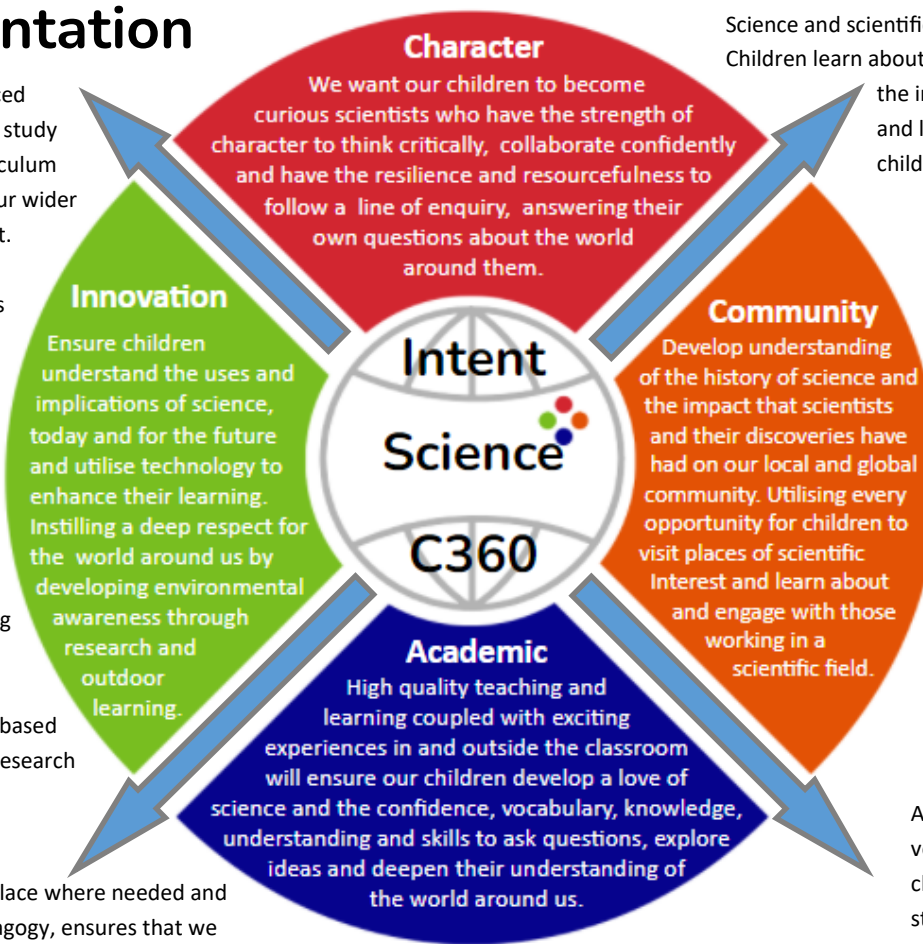 ntation
ced
study
culum
ur wider
t.
s
g
based
esearch
lace where needed and
agogy, ensures that we
Character
We want our children to become
curious scientists who have the strength of
character to think critically, collaborate confidently
and have the resilience and resourcefulness to
follow a line of enquiry, answering their
own questions about the world
around them.
Science and scientifi
Children learn about
the i
and l
child
Innovation
Ensure children
understand the uses and
implications of science,
today and for the future
and utilise technology to
enhance their learning.
Instilling a deep respect for
the world around us by
developing environmental
awareness through
research and
outdoor
learning.
Intent
Science
C360
Community
Develop understanding
of the history of science and
the impact that scientists
and their discoveries have
had on our local and global
community. Utilising every
opportunity for children to
visit places of scientific
Interest and learn about
and engage with those
working in a
scientific field.
Academic
High quality teaching and
learning coupled with exciting
experiences in and outside the classroom
will ensure our children develop a love of
science and the confidence, vocabulary, knowledge,
understanding and skills to ask questions, explore
ideas and deepen their understanding of
the world around us.
A
v
cl
st